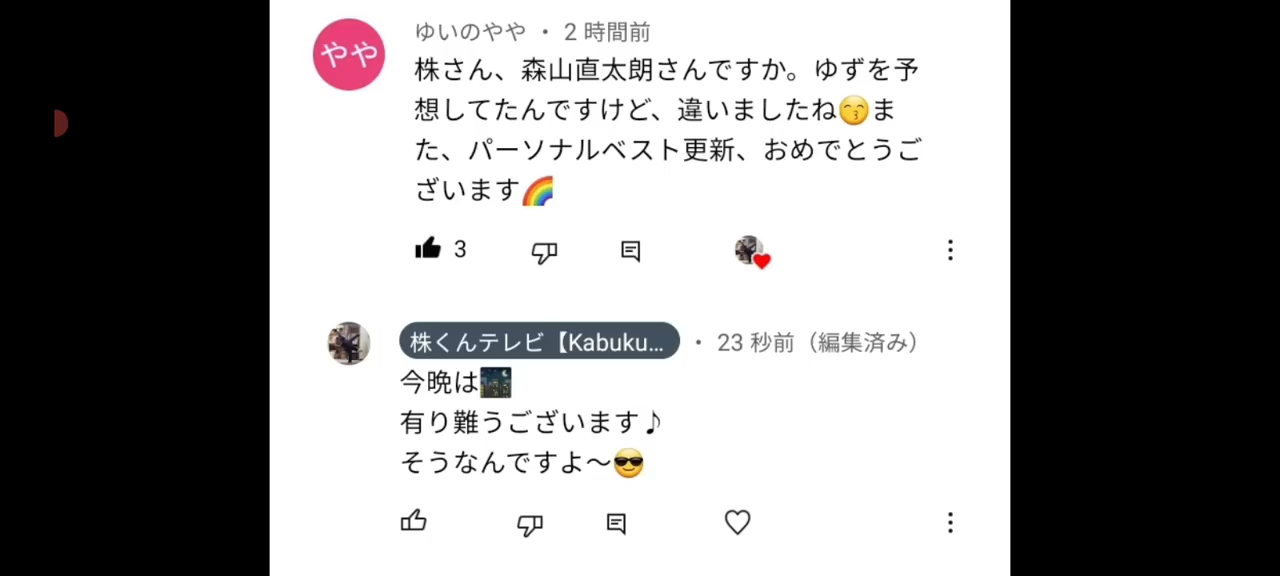 やや
ゆいのやや ・ 2 時間前
株さん、森山直太朗さんですか。ゆずを予
想してたんですけど、違いましたね😙ま
た、パーソナルベスト更新、おめでとうご
ざいます🌈
3
株くんテレビ【Kabuku... ・ 23 秒前（編集済み）
今晩は🌃
有り難うございます♪
そうなんですよ〜😎